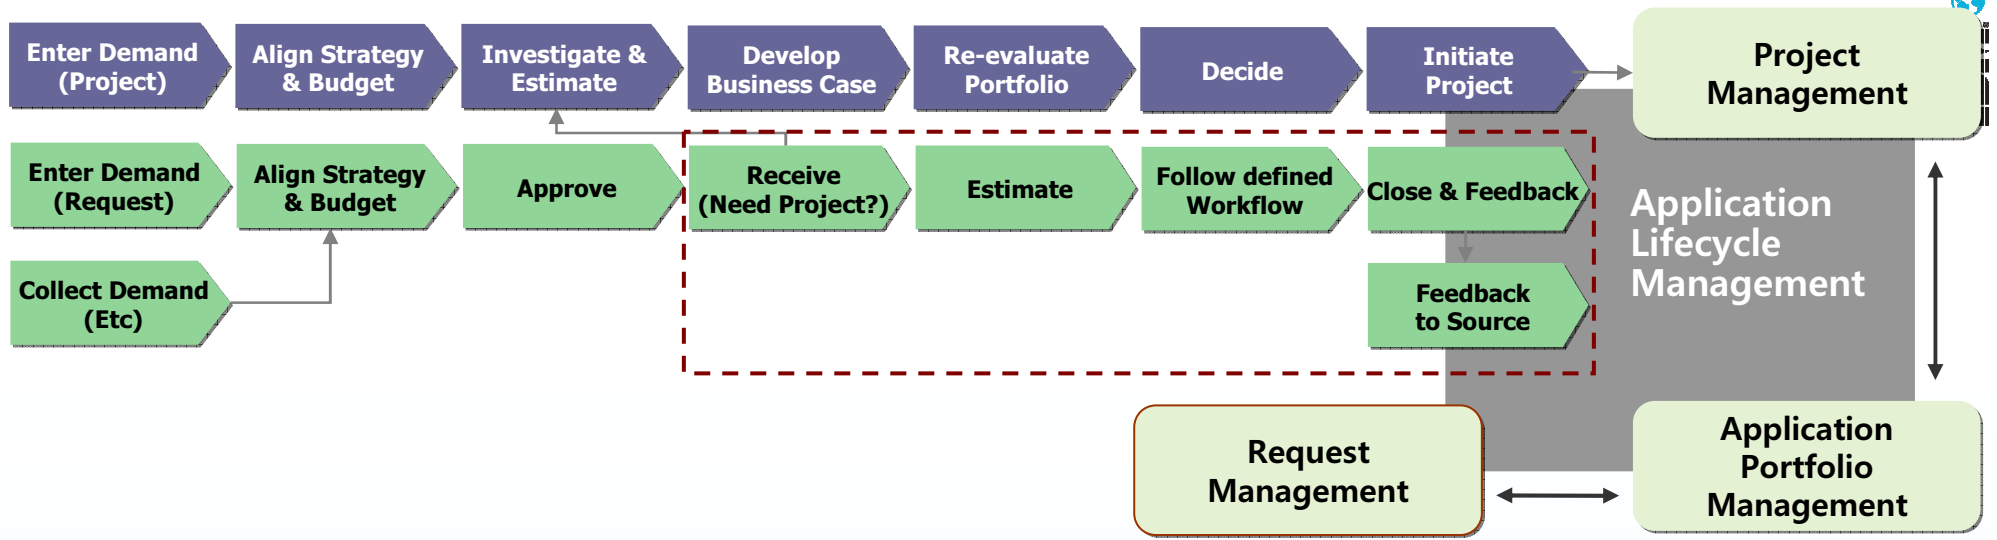 Enter Demand
(Project)
Align Strategy
& Budget
Investigate &
Estimate
Develop
Business Case
Re-evaluate
Portfolio
Decide
Initiate
Project
Project
Management
Enter Demand
(Request)
Align Strategy
& Budget
Approve
Receive
(Need Project?)
Estimate
Follow defined
Workflow
Close & Feedback
Application
Lifecycle
Management
Collect Demand
(Etc)
Feedback
to Source
Request
Management
Application
Portfolio
Management